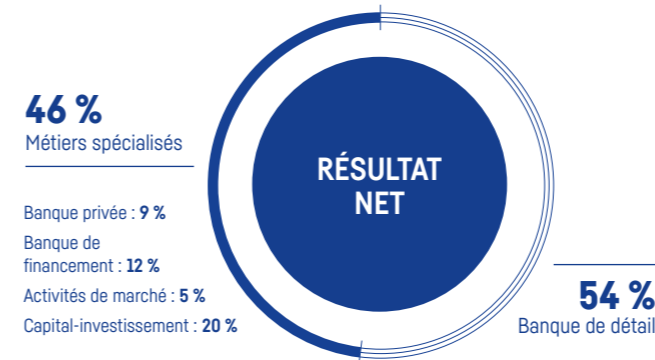 46 %
Métiers spécialisés
Banque privée : 9 %
Banque de
financement : 12 %
Activités de marché : 5 %
Capital-investissement : 20 %
RÉSULTAT
NET
54 %
Banque de détail